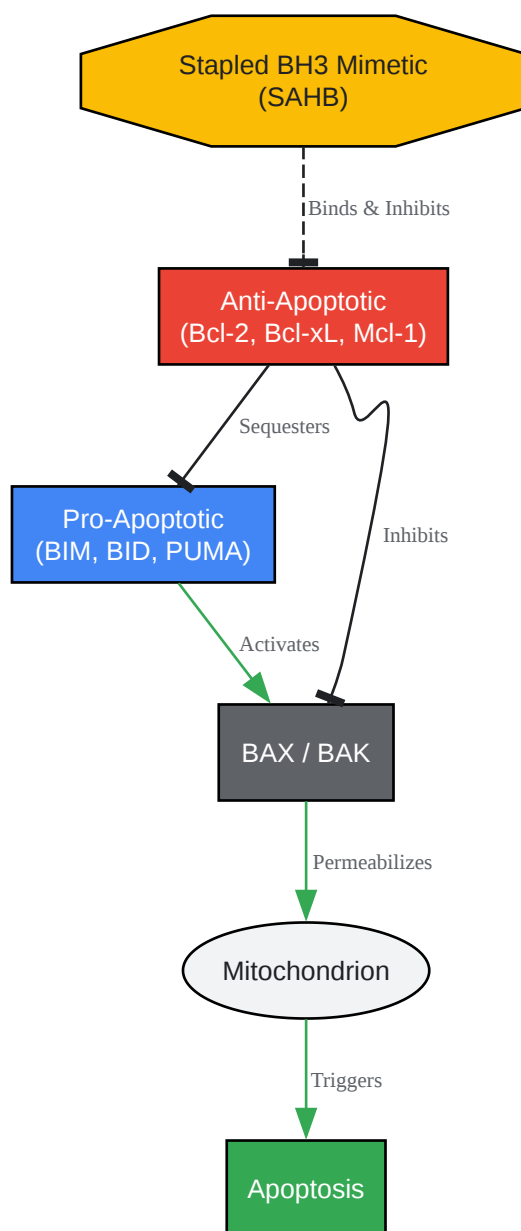 Stapled BH3 Mimetic
(SAHB)
Binds & Inhibits
Anti-Apoptotic
(Bcl-2, Bcl-xL, Mcl-1)
Sequesters
Pro-Apoptotic
(BIM, BID, PUMA)
Inhibits
Activates
BAX / BAK
Permeabilizes
Mitochondrion
Triggers
Apoptosis